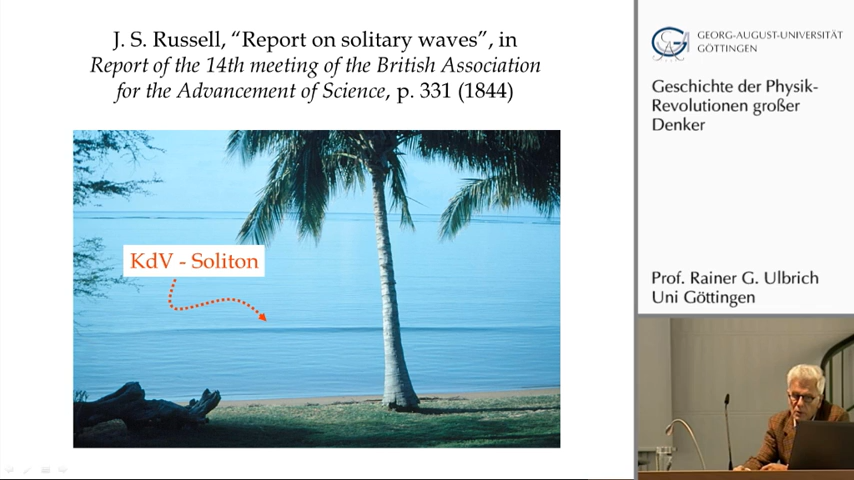 J. S. Russell, “Report on solitary waves”, in
Report of the 14th meeting of the British Association
for the Advancement of Science, p. 331 (1844)
KdV - Soliton
GEORG-AUGUST-UNIVERSITÄT
GÖTTINGEN
Geschichte der Physik-
Revolutionen großer
Denker
Prof. Rainer G. Ulbrich
Uni Göttingen